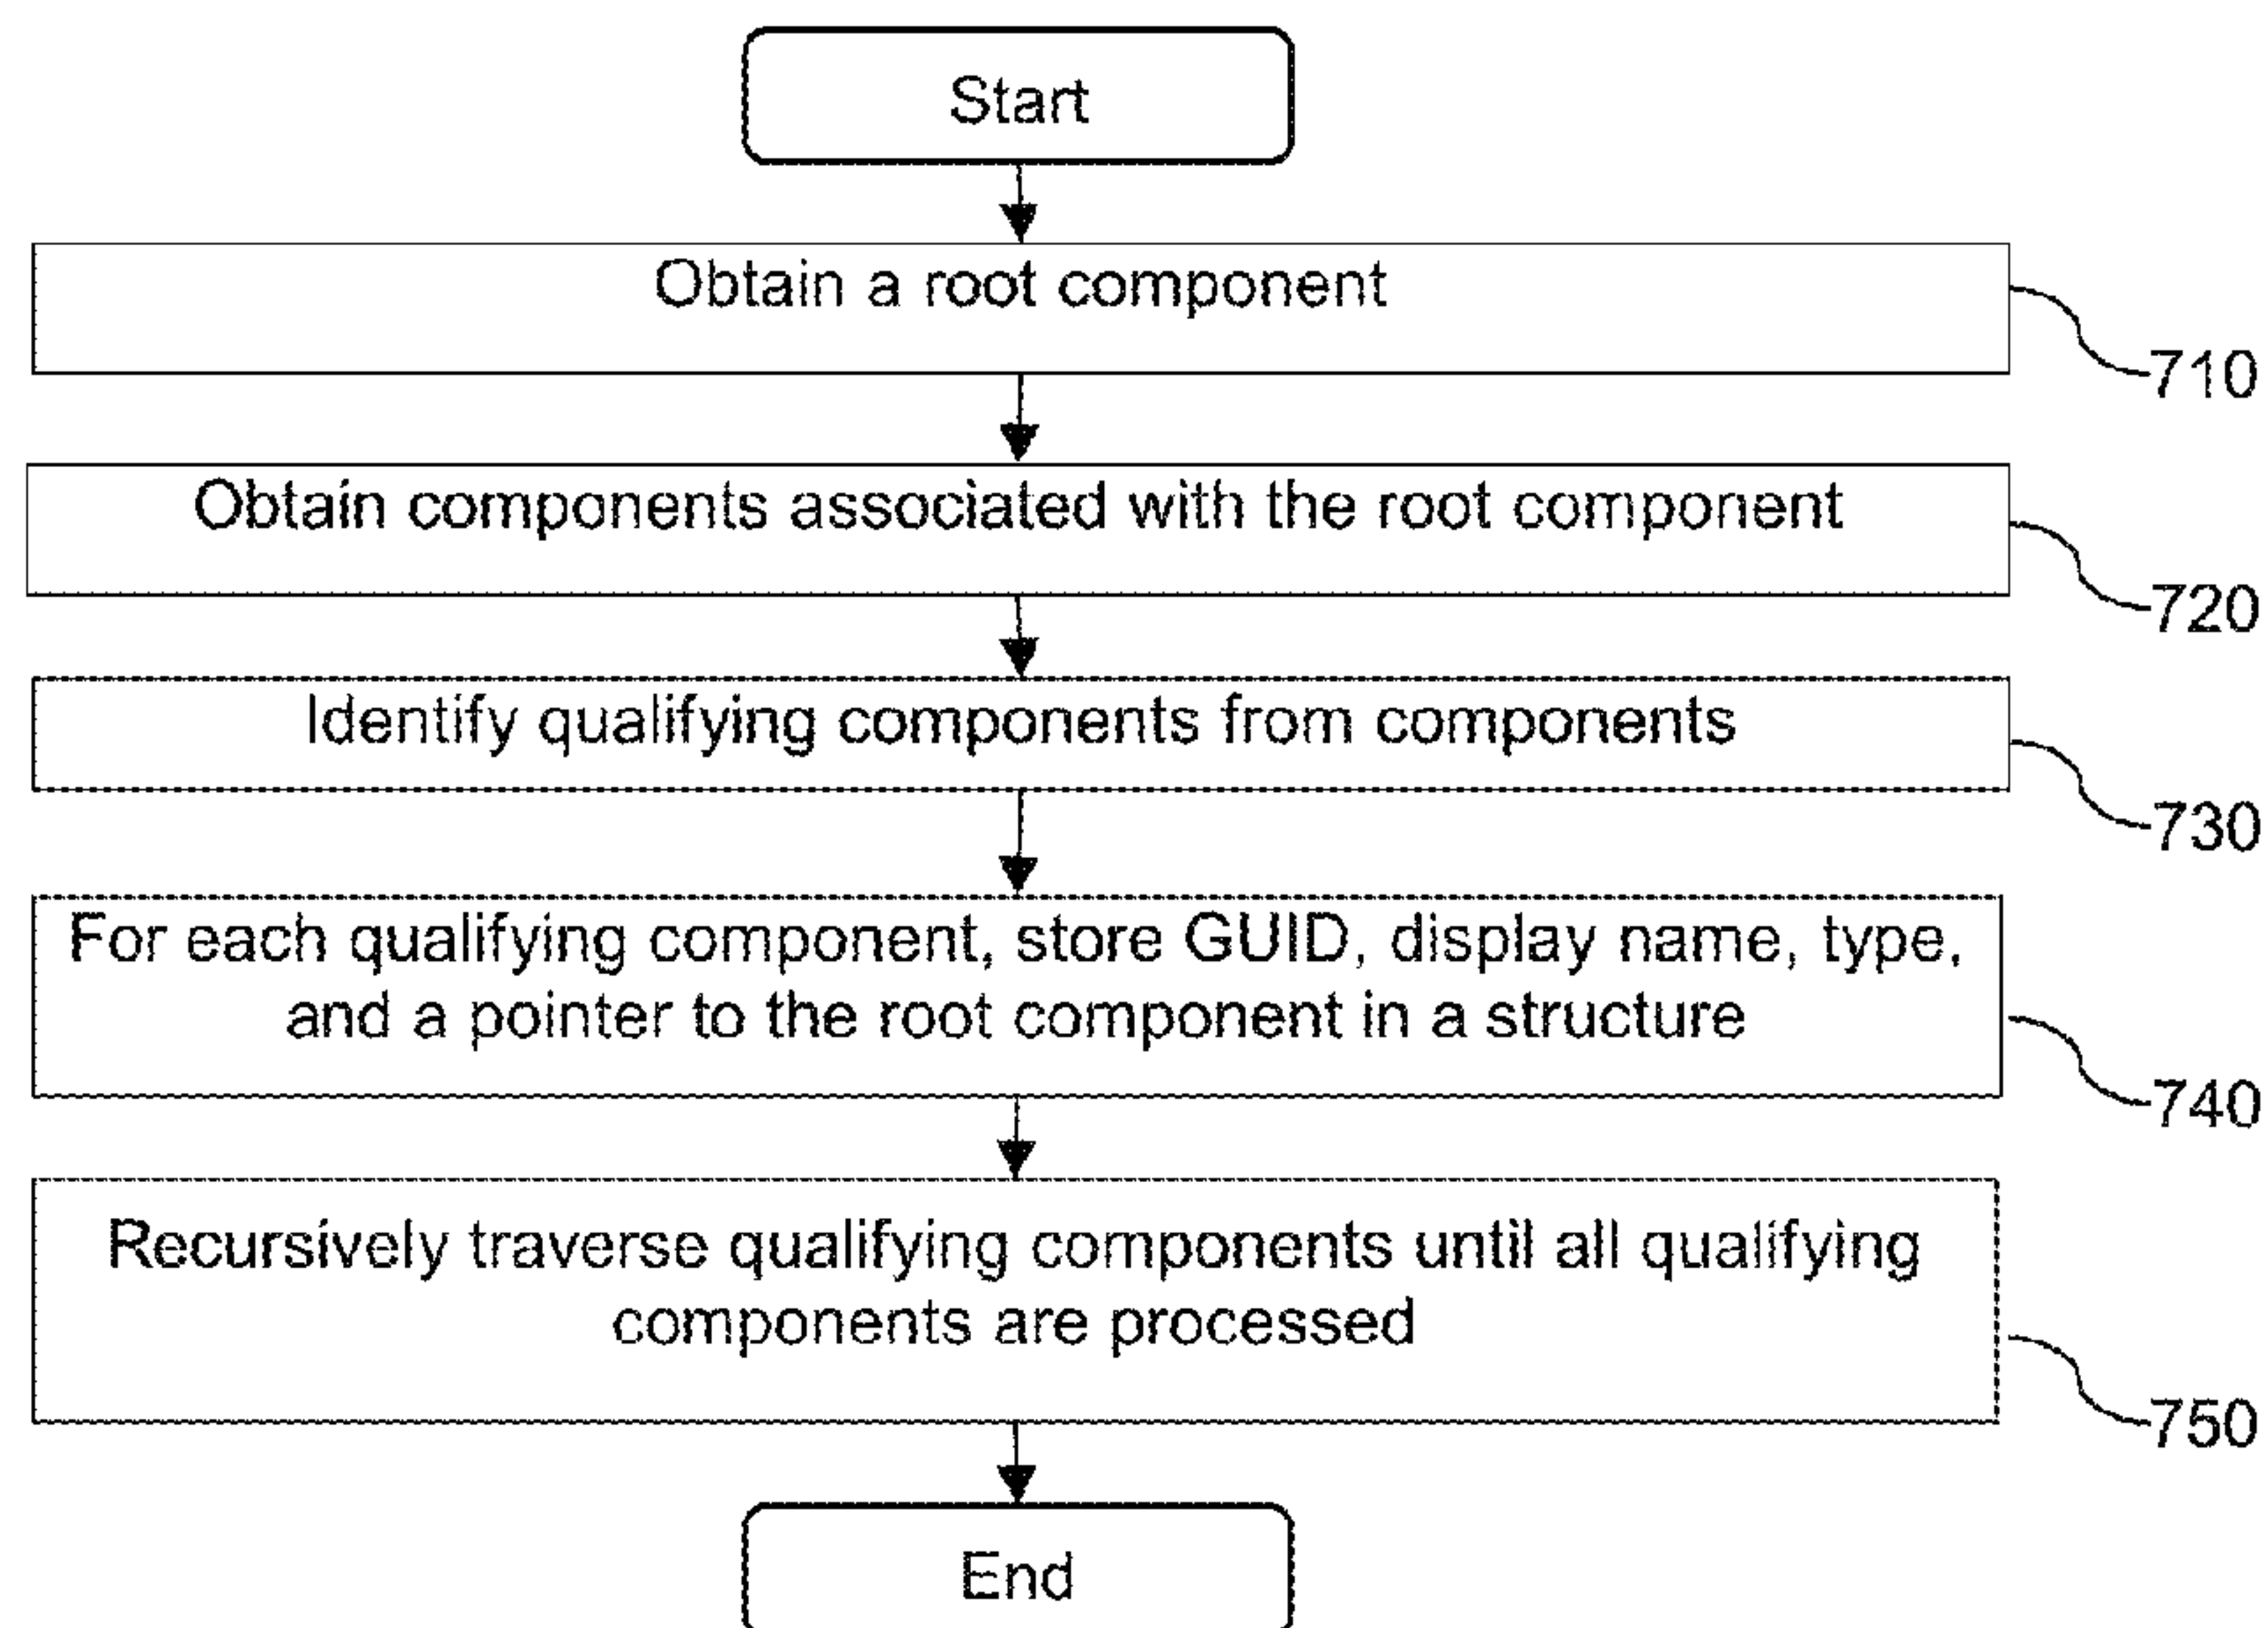 Start
Obtain a root component
710
Obtain components associated with the root component
720
Identify qualifying components from components
730
For each qualifying component, store GUID, display name, type,
and a pointer to the root component in a structure
740
Recursively traverse qualifying components until all qualifying
components are processed
750
End